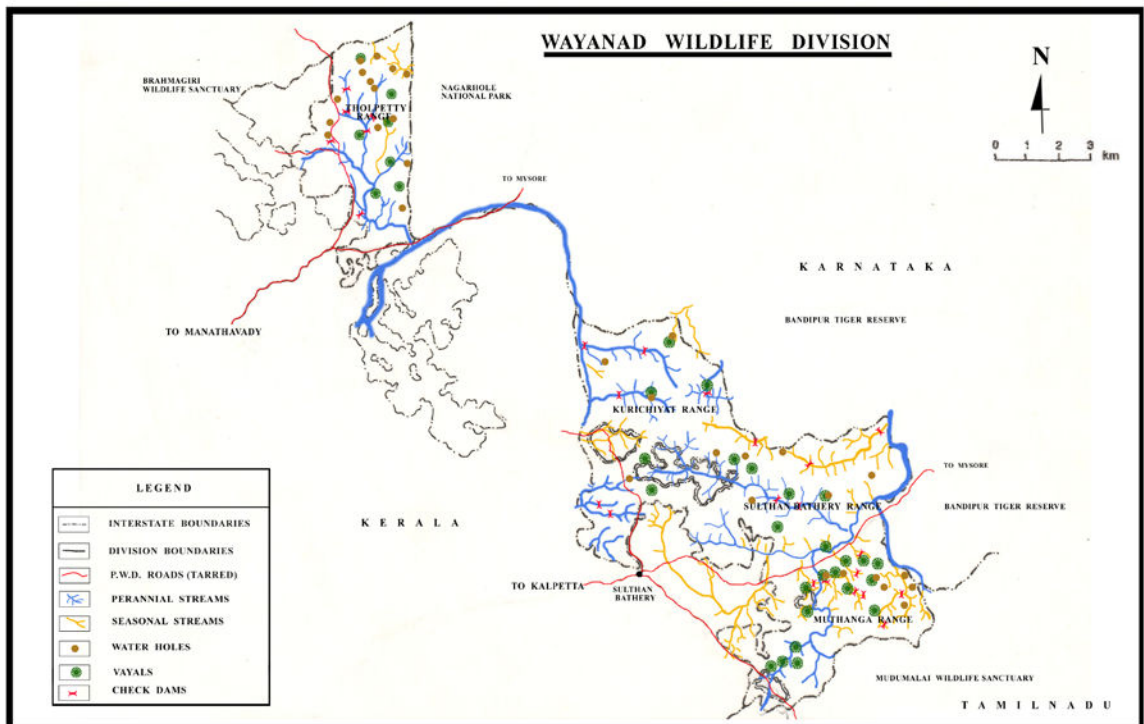 WAYANAD WILDLIFE DIVISION
N
BRAHMAGIRI
WILDLIFE SANCTUARY
NAGARHOLE
NATIONAL PARK
THOLPETTY
RANGE
0 1 2 3 km
TO MYSORE
KARNATAKA
TO MANATHAVADY
BANDIPUR TIGER RESERVE
KURICHIYAT RANGE
TO MYSORE
LEGEND
INTERSTATE BOUNDARIES
DIVISION BOUNDARIES
P.W.D. ROADS (TARRED)
PERANNIAL STREAMS
SEASONAL STREAMS
WATER HOLES
VAYALS
CHECK DAMS
KERALA
SULTHAN BATHERY RANGE
BANDIPUR TIGER RESERVE
TO KALPETTA
SULTHAN
BATHERY
MUTHANGA RANGE
MUDUMALAI WILDLIFE SANCTUARY
TAMILNADU